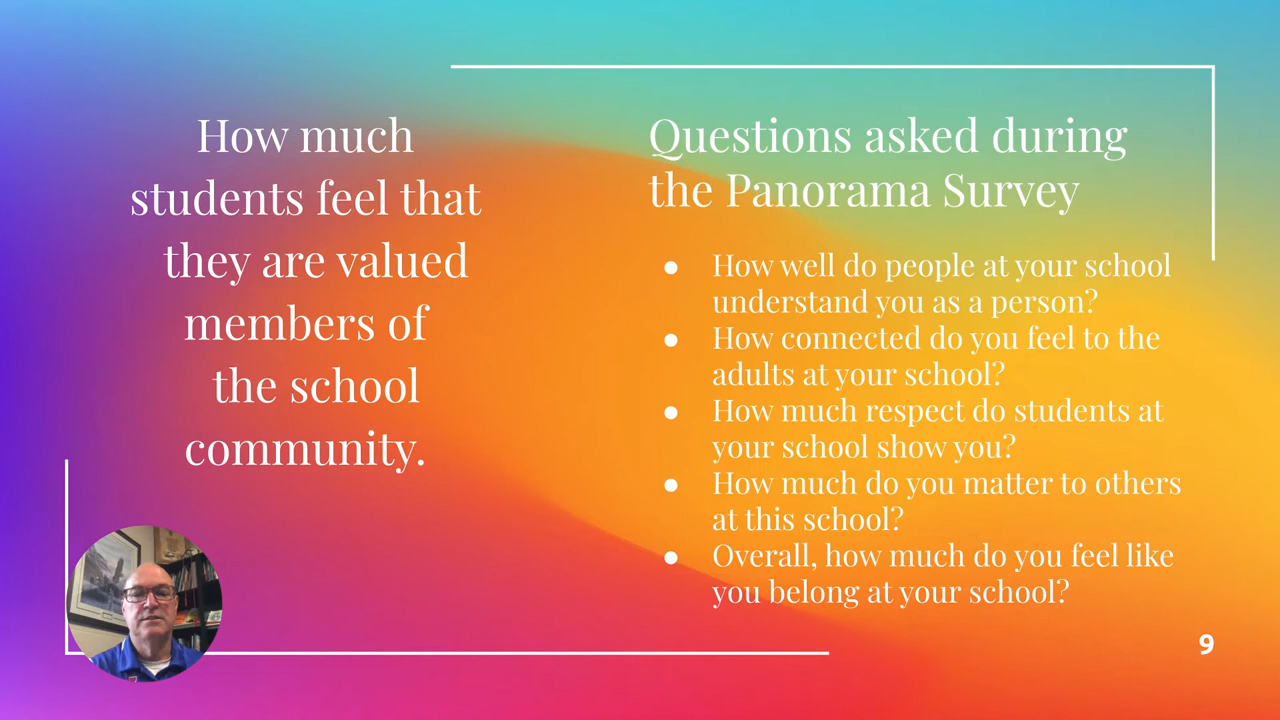 How much
students feel that
they are valued
members of
the school
community.
Questions asked during
the Panorama Survey
● How well do people at your school
understand you as a person?
● How connected do you feel to the
adults at your school?
● How much respect do students at
your school show you?
● How much do you matter to others
at this school?
● Overall, how much do you feel like
you belong at your school?
9